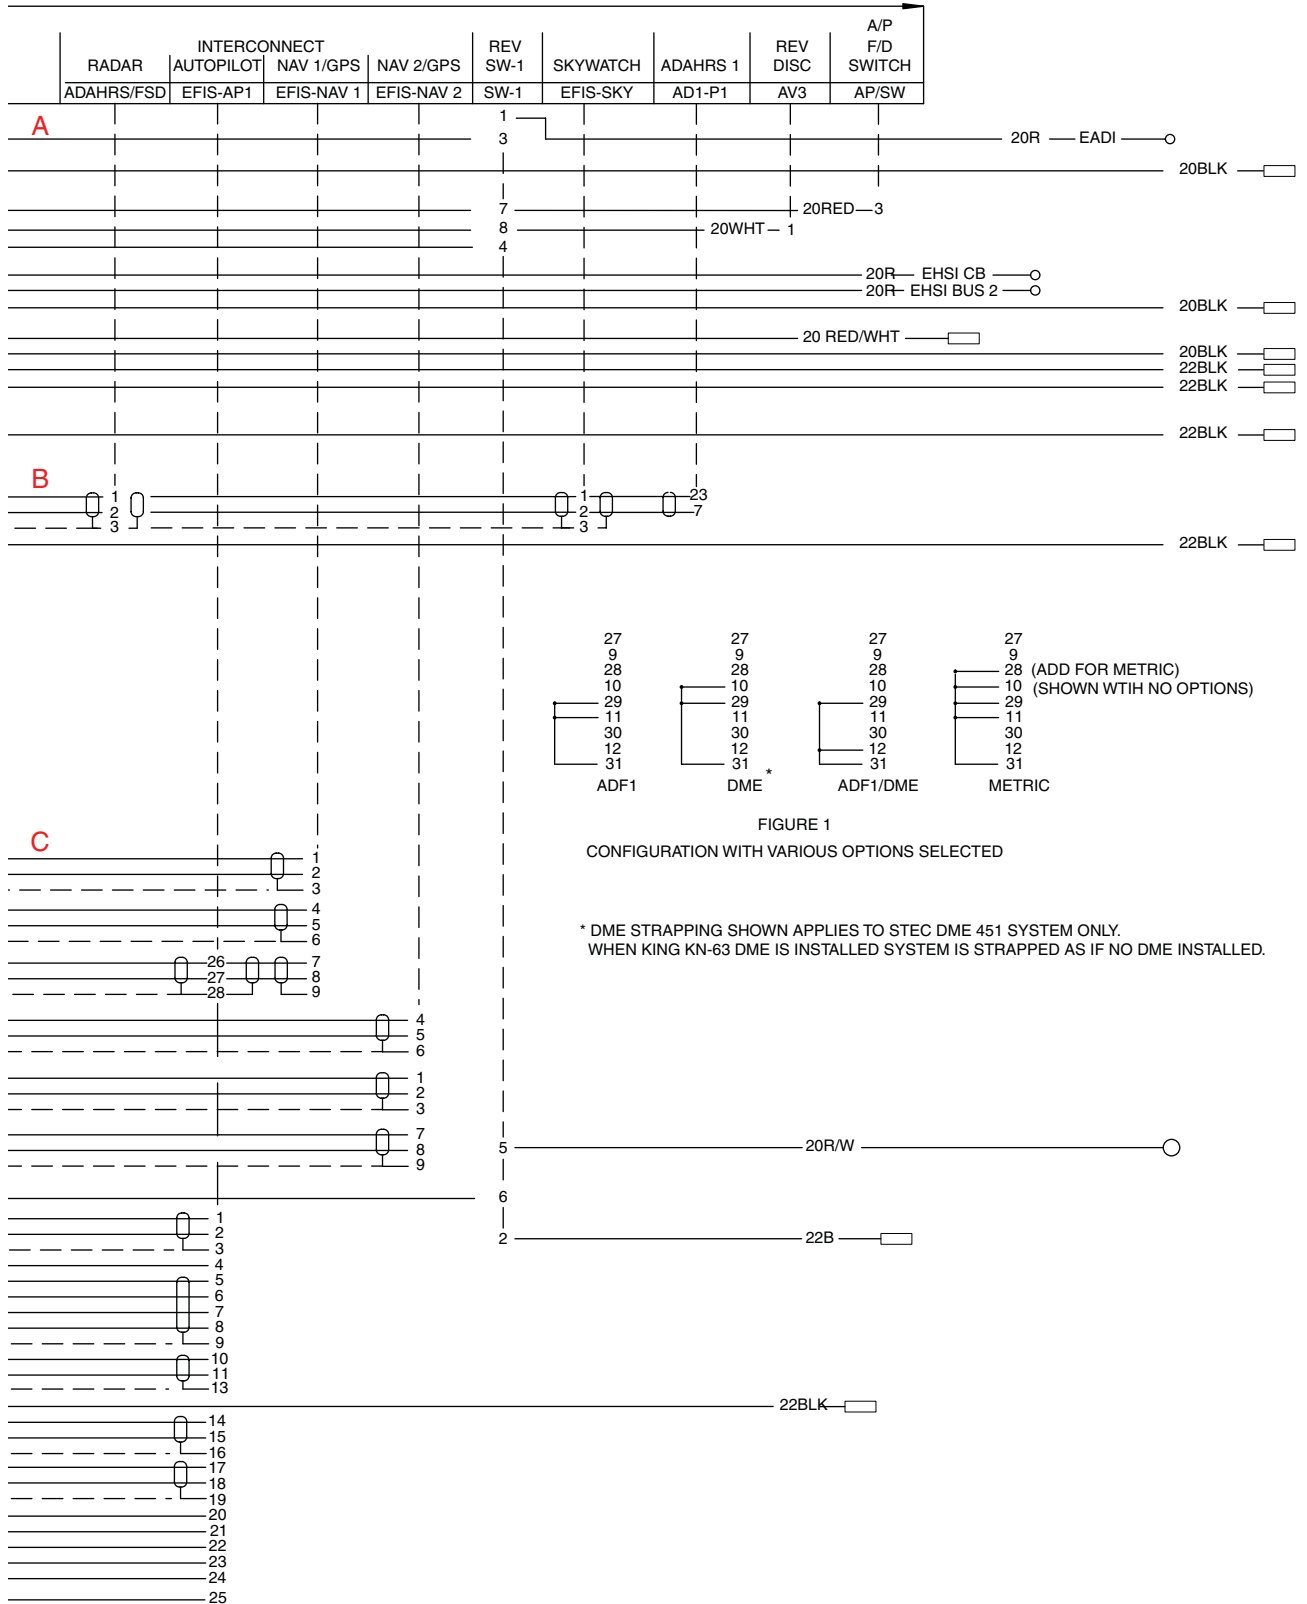 A/P
INTERCONNECT REV REV F/D
RADAR AUTOPILOT NAV 1/GPS NAV 2/GPS SW-1 SKYWATCH ADAHRS 1 DISC SWITCH
ADAHRS/FSD EFIS-AP1 EFIS-NAV 1 EFIS-NAV 2 SW-1 EFIS-SKY AD1-P1 AV3 AP/SW
1
A
3 20R EADI
20BLK
7 20RED 3
8 20WHT 1
4
20R EHSI CB
20R EHSI BUS 2
20BLK
20 RED/WHT
20BLK
22BLK
22BLK
22BLK
B
1 1 23
2 2 7
3 3
22BLK
27 27 27 27
9 9 9 9
28 28 28 28 (ADD FOR METRIC)
10 10 10 10 (SHOWN WTIH NO OPTIONS)
29 29 29 29
11 11 11 11
30 30 30 30
12 12 12 12
31 31 31 31
ADF1 DME * ADF1/DME METRIC
FIGURE 1
C
CONFIGURATION WITH VARIOUS OPTIONS SELECTED
1
2
3
4
5
6
* DME STRAPPING SHOWN APPLIES TO STEC DME 451 SYSTEM ONLY.
WHEN KING KN-63 DME IS INSTALLED SYSTEM IS STRAPPED AS IF NO DME INSTALLED.
26 7
27 8
28 9
4
5
6
1
2
3
7
8 5 20R/W
9
6
1
2 2 22B
3
4
5
6
7
8
9
10
11
13
22BLK
14
15
16
17
18
19
20
21
22
23
24
25